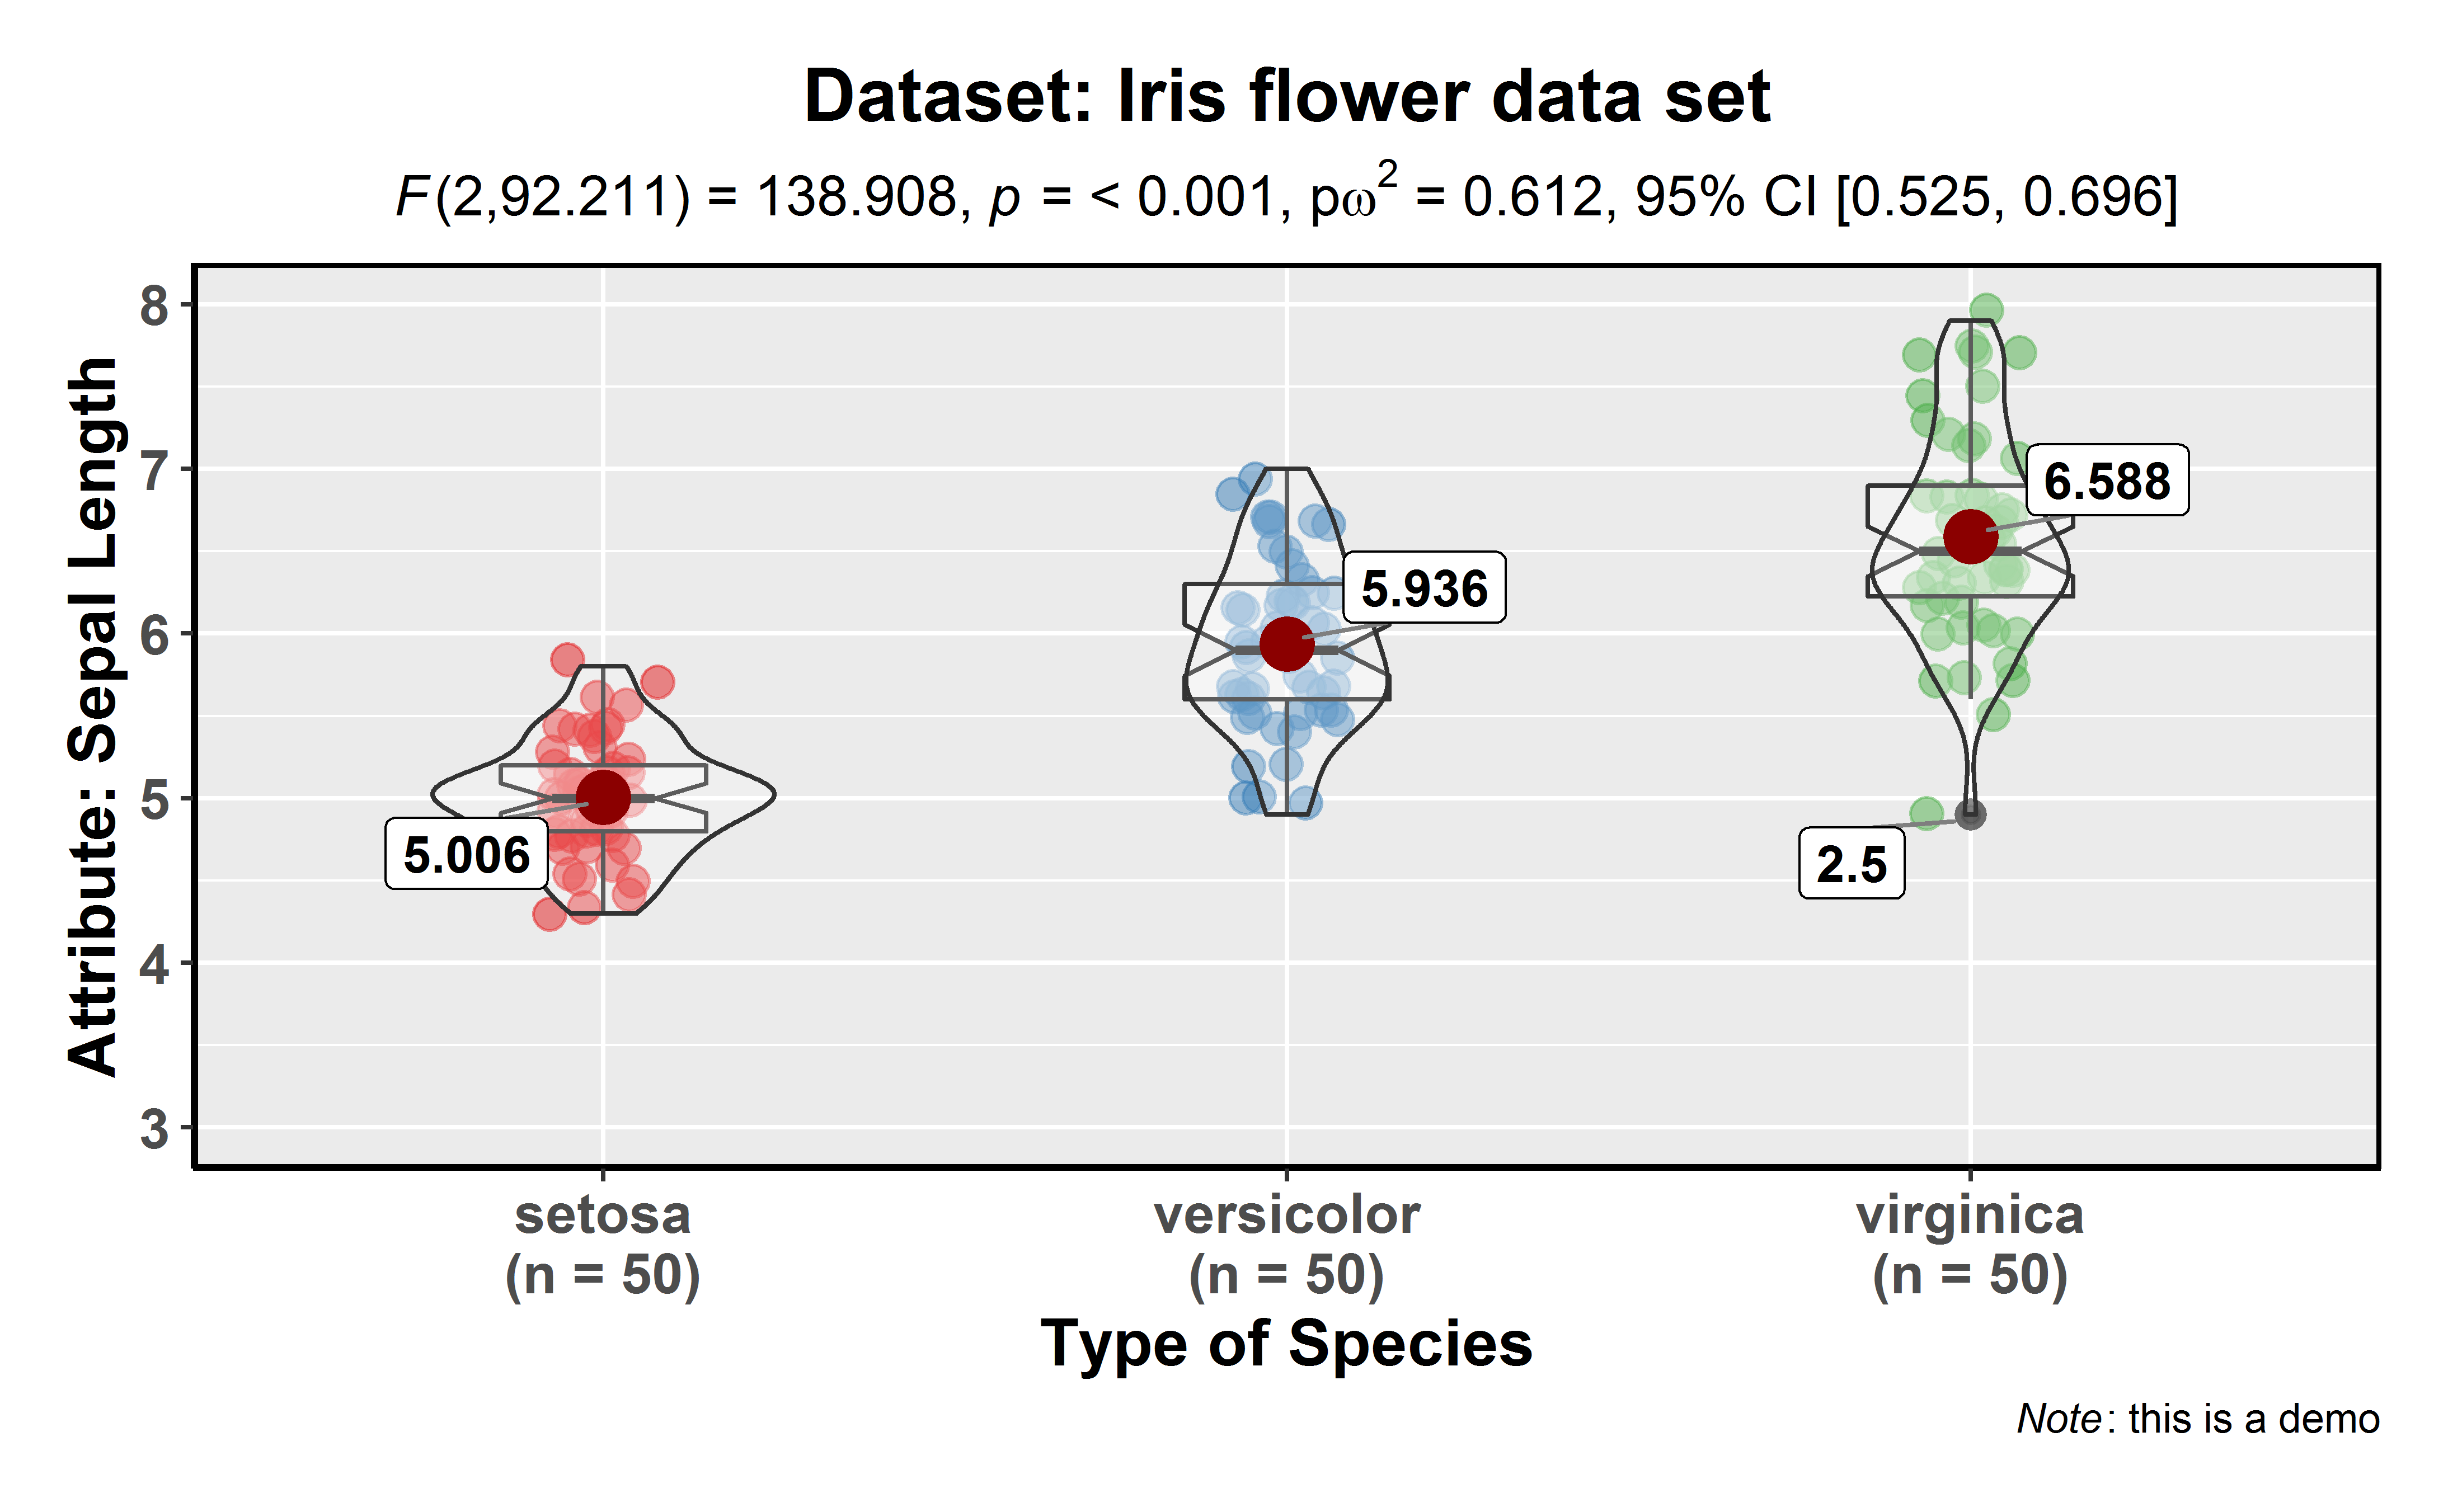 Dataset: Iris flower data set
F(2,92.211) = 138.908, p = < 0.001, pω² = 0.612, 95% CI [0.525, 0.696]
Attribute: Sepal Length
8
7
6
5
4
3
6.588
5.936
5.006
2.5
setosa
(n = 50)
versicolor
(n = 50)
virginica
(n = 50)
Type of Species
Note: this is a demo